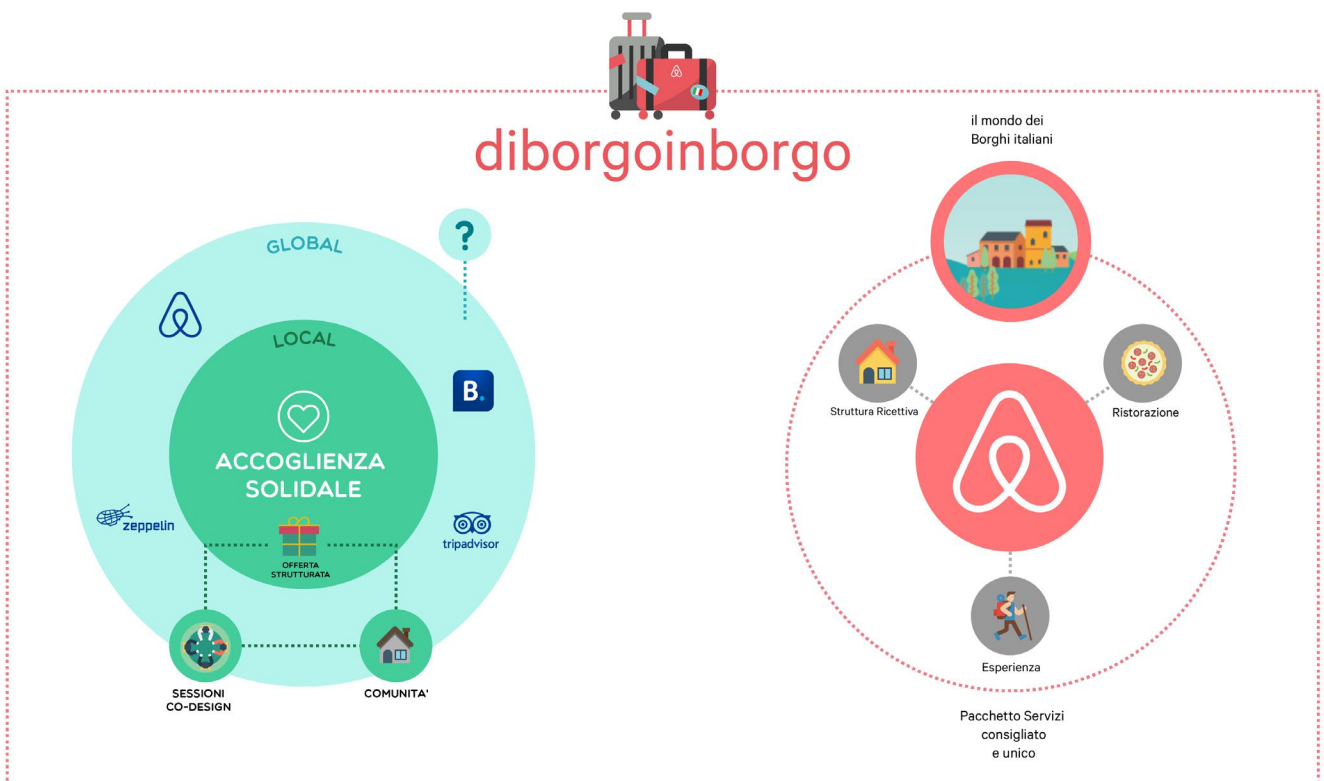 diborgoinborgo
GLOBAL
?
LOCAL
B.
ACCOGLIENZA
SOLIDALE
zeppelin
tripadvisor
OFFERTA
STRUTTURATA
SESSIONI
CO-DESIGN
COMUNITA'
il mondo dei
Borghi italiani
Struttura Ricettiva
Ristorazione
Esperienza
Pacchetto Servizi
consigliato
e unico